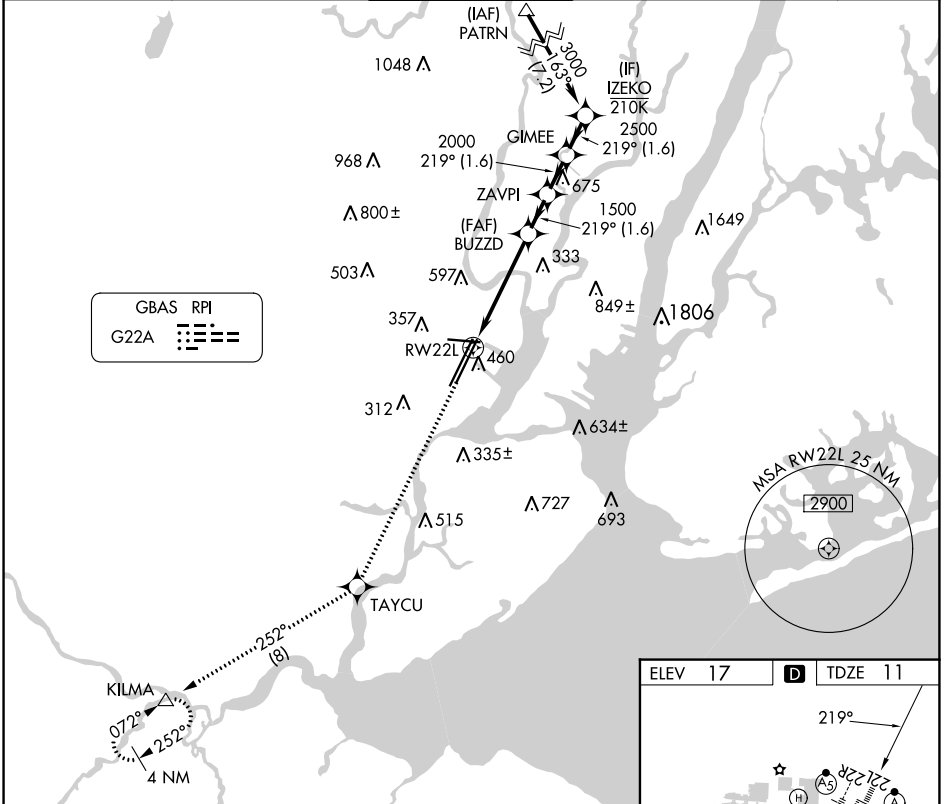 (IAF)
PATRN
3000
163°
(7.2)
1048
(IF)
IZEKO
210K
GIMEE
2500
219° (1.6)
2000
219° (1.6)
968
675
ZAVPI
800±
1500
219° (1.6)
1649
(FAF)
BUZZD
333
503
597
849±
1806
GBAS RPI
G22A
357
RW22L
460
312
634±
335±
MSA RW22L 25 NM
2900
727
693
515
TAYCU
252°
(8)
KILMA
072°
252°
4 NM
ELEV 17
D
TDZE 11
219°
22L
22R
A5
H
A